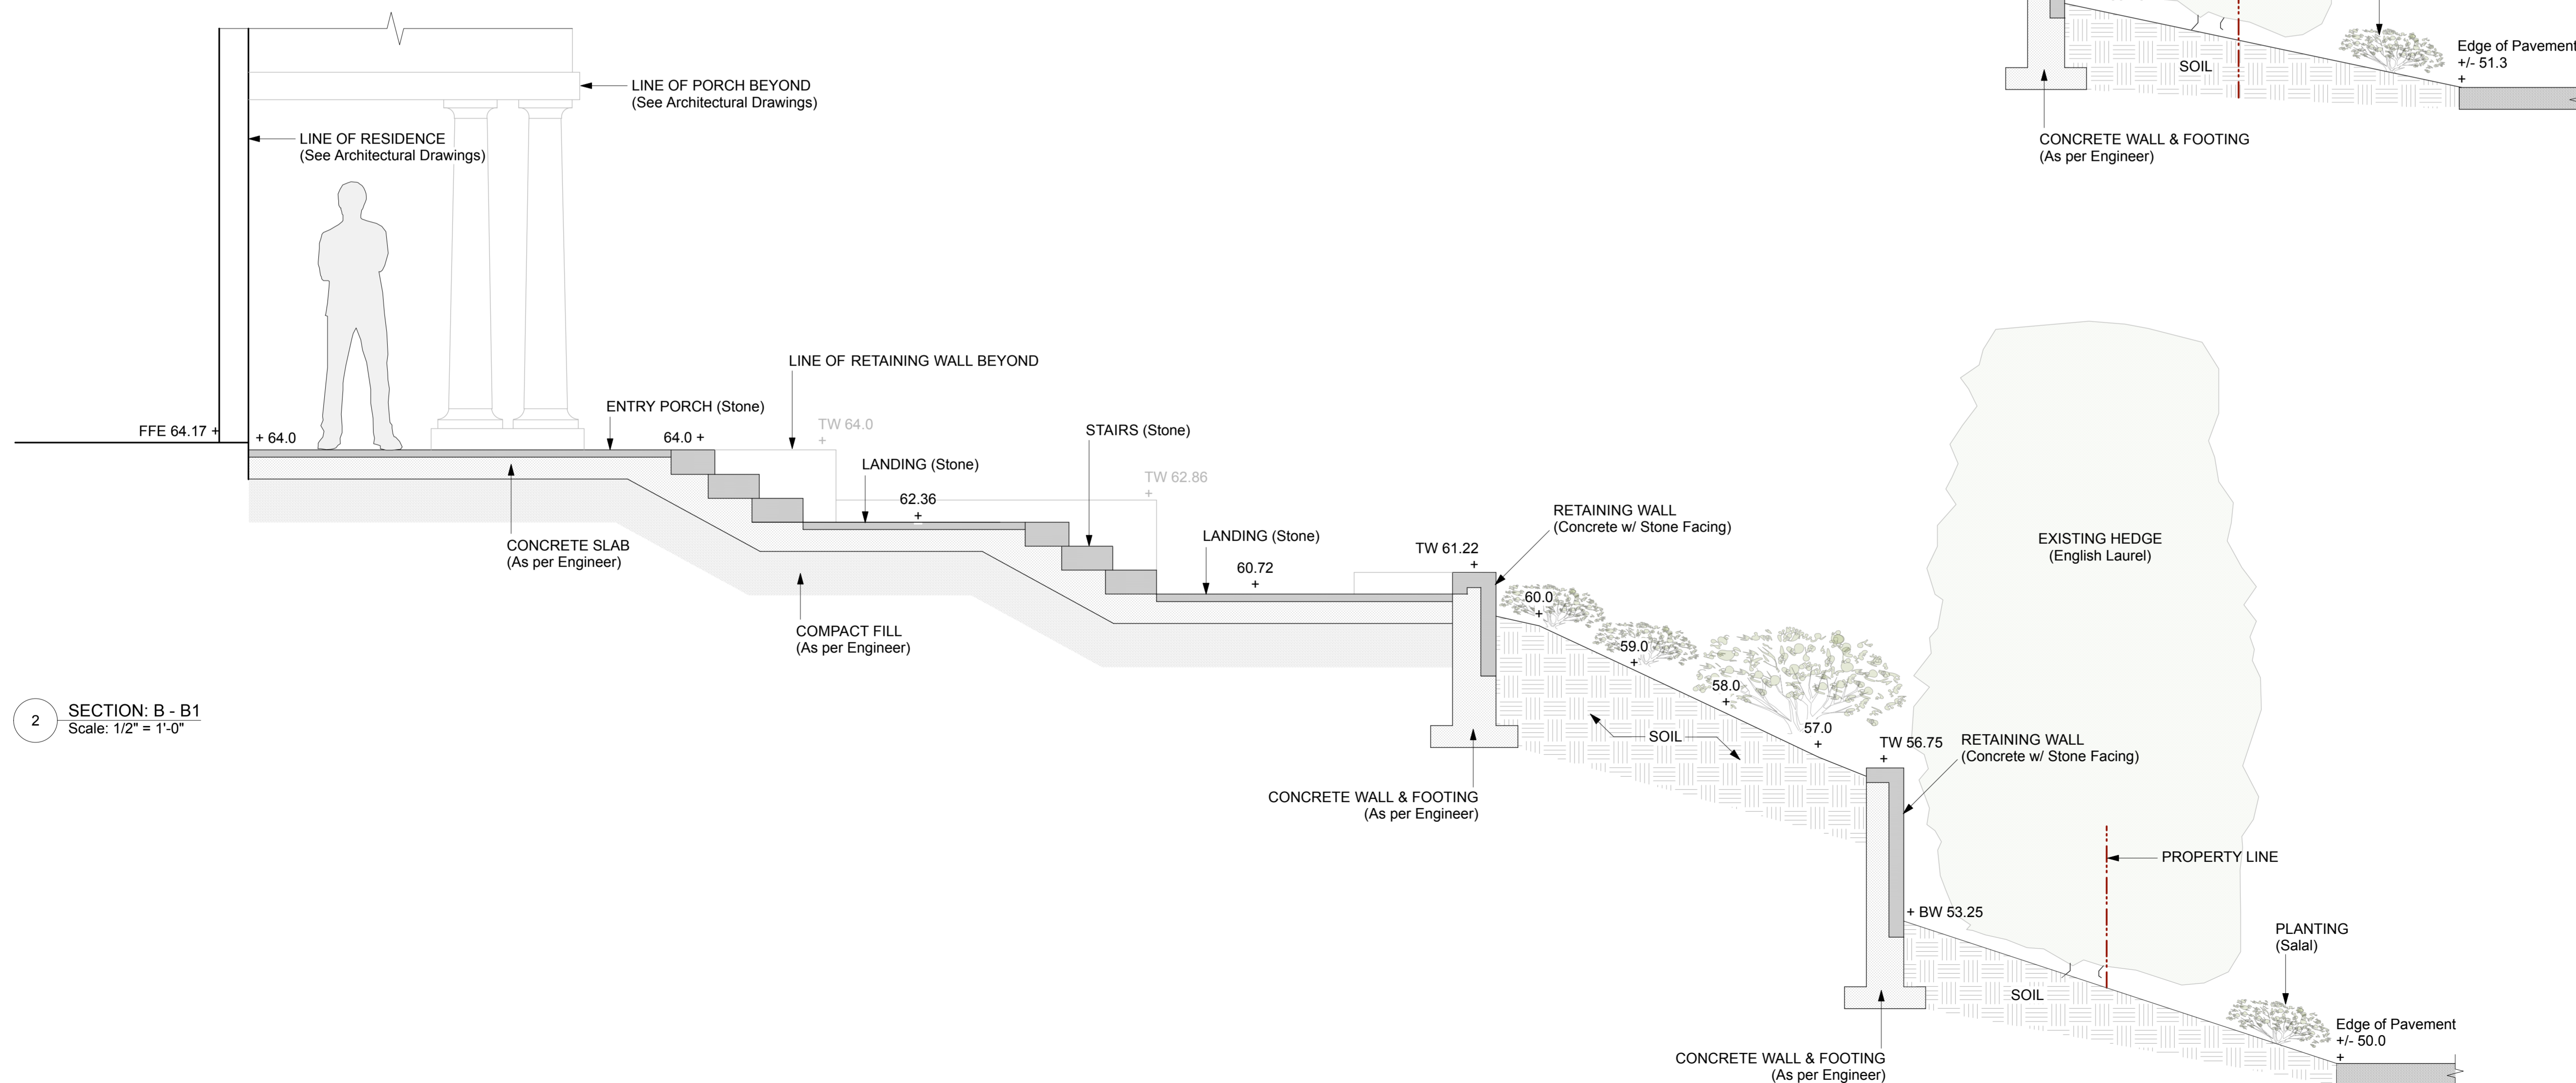 Edge of Pavement
+/- 51.3
+
SOIL
CONCRETE WALL & FOOTING
(As per Engineer)
LINE OF PORCH BEYOND
(See Architectural Drawings)
LINE OF RESIDENCE
(See Architectural Drawings)
LINE OF RETAINING WALL BEYOND
ENTRY PORCH (Stone)
FFE 64.17 +
+ 64.0
64.0 +
TW 64.0
+
STAIRS (Stone)
LANDING (Stone)
TW 62.86
+
62.36
+
RETAINING WALL
(Concrete w/ Stone Facing)
LANDING (Stone)
TW 61.22
+
60.72
+
CONCRETE SLAB
(As per Engineer)
COMPACT FILL
(As per Engineer)
EXISTING HEDGE
(English Laurel)
60.0
+
59.0
+
58.0
+
57.0
+
SOIL
2
SECTION: B - B1
Scale: 1/2" = 1'-0"
TW 56.75
+
RETAINING WALL
(Concrete w/ Stone Facing)
CONCRETE WALL & FOOTING
(As per Engineer)
PROPERTY LINE
+ BW 53.25
PLANTING
(Salal)
SOIL
Edge of Pavement
+/- 50.0
+
CONCRETE WALL & FOOTING
(As per Engineer)